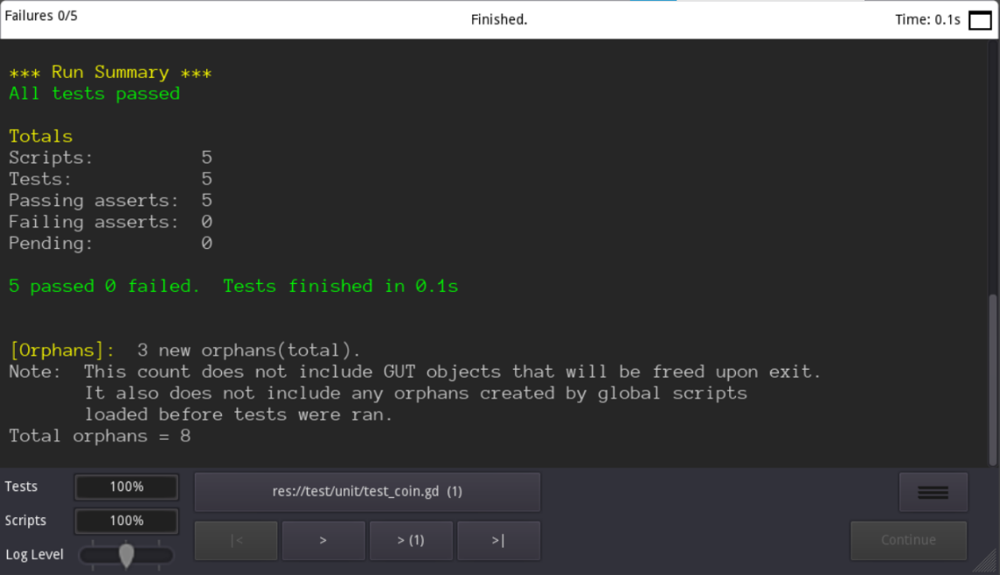 Failures 0/5
Finished.
Time: 0.1s
*** Run Summary ***
All tests passed
Totals
Scripts: 5
Tests: 5
Passing asserts: 5
Failing asserts: 0
Pending: 0
5 passed 0 failed.  Tests finished in 0.1s
[Orphans]:  3 new orphans(total).
Note:  This count does not include GUT objects that will be freed upon exit.
It also does not include any orphans created by global scripts
loaded before tests were ran.
Total orphans = 8
Tests 100%
res://test/unit/test_coin.gd (1)
Scripts 100%
|< > > (1) >| Continue
Log Level